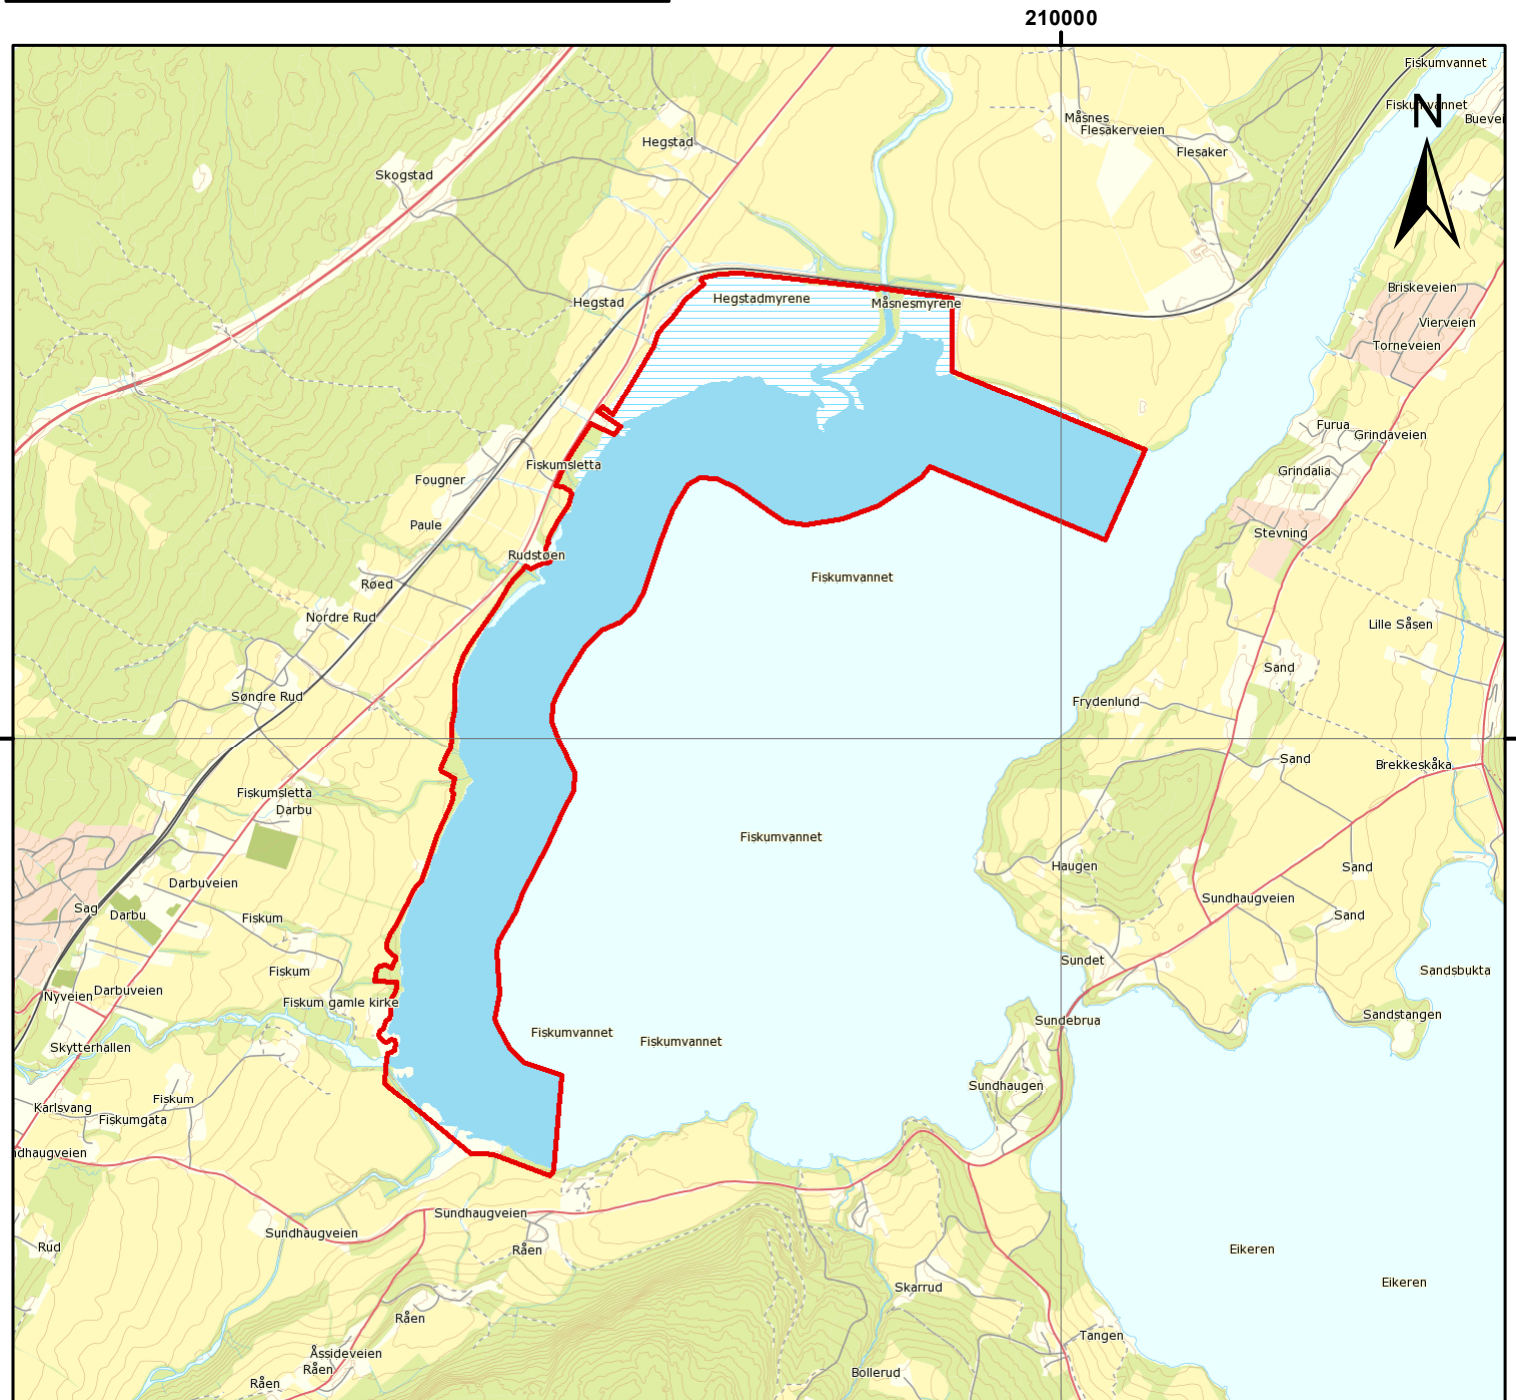 210000
Fiskumvannet
Fiskumvannet
N
Måsnes
Flesakerveien
Hegstad
Flesaker
Skogstad
Briskeveien
Hegstad
Hegstadmyrene
Måsnesmyrene
Vierveien
Torneveien
Furua
Grindaveien
Fiskumsletta
Grindalia
Fougner
Paule
Stevning
Rudstøen
Røed
Fiskumvannet
Nordre Rud
Lille Såsen
Sand
Søndre Rud
Frydenlund
Sand
Brekkeskåka
Fiskumsletta
Darbu
Fiskumvannet
Haugen
Sand
Darbuveien
Sundhaugveien
Sag
Darbu
Fiskum
Sand
Sundet
Fiskum
Sandsbukta
Nyveien
Darbuveien
Fiskum gamle kirke
Sandstangen
Sundebrua
Fiskumvannet
Fiskumvannet
Skytterhallen
Sundhaugen
Karlsvang
Fiskum
Fiskumgata
ndhaugveien
Sundhaugveien
Sundhaugveien
Rud
Råen
Eikeren
Eikeren
Skarrud
Råen
Tangen
Åssideveien
Råen
Bollerud
Råen